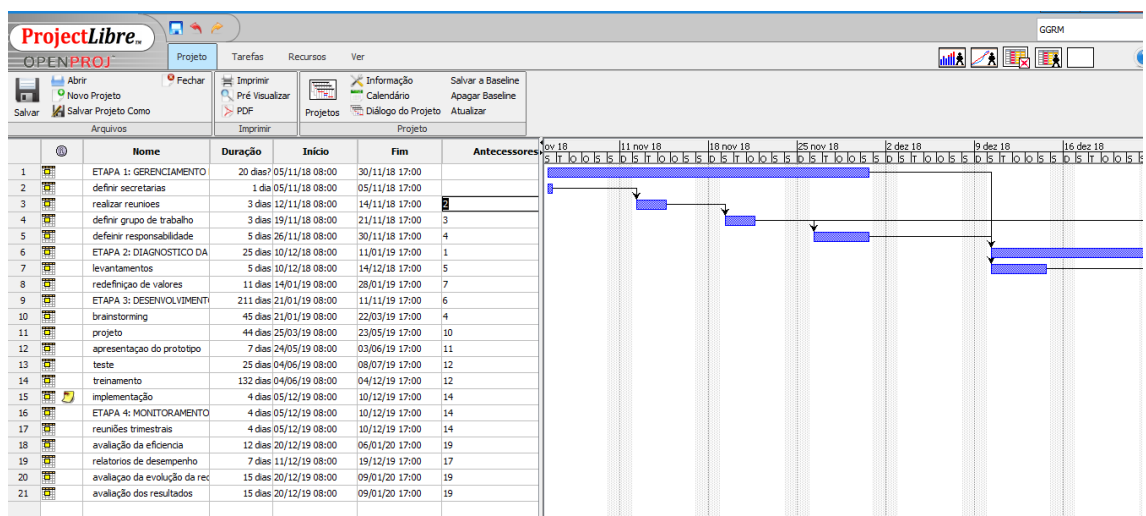 ProjectLibre™
OPENPROJ
GGRM
Projeto Tarefas Recursos Ver
Salvar
Abrir
Novo Projeto
Salvar Projeto Como
Fechar
Arquivos
Imprimir
Pré Visualizar
PDF
Imprimir
Projetos
Informação
Calendário
Diálogo do Projeto
Salvar a Baseline
Apagar Baseline
Atualizar
Projeto
Nome Duração Início Fim Antecessores
ov 18 11 nov 18 18 nov 18 25 nov 18 2 dez 18 9 dez 18 16 dez 18
S T Q Q S S D S T Q Q S S D S T Q Q S S D S T Q Q S S D S T Q Q S S D S T Q Q S S D S T Q Q S S
1 ETAPA 1: GERENCIAMENTO 20 dias? 05/11/18 08:00 30/11/18 17:00
2 definir secretarias 1 dia 05/11/18 08:00 05/11/18 17:00
3 realizar reunioes 3 dias 12/11/18 08:00 14/11/18 17:00 2
4 definir grupo de trabalho 3 dias 19/11/18 08:00 21/11/18 17:00 3
5 defeinir responsabilidade 5 dias 26/11/18 08:00 30/11/18 17:00 4
6 ETAPA 2: DIAGNOSTICO DA 25 dias 10/12/18 08:00 11/01/19 17:00 1
7 levantamentos 5 dias 10/12/18 08:00 14/12/18 17:00 5
8 redefiniçao de valores 11 dias 14/01/19 08:00 28/01/19 17:00 7
9 ETAPA 3: DESENVOLVIMENT 211 dias 21/01/19 08:00 11/11/19 17:00 6
10 brainstorming 45 dias 21/01/19 08:00 22/03/19 17:00 4
11 projeto 44 dias 25/03/19 08:00 23/05/19 17:00 10
12 apresentaçao do prototipo 7 dias 24/05/19 08:00 03/06/19 17:00 11
13 teste 25 dias 04/06/19 08:00 08/07/19 17:00 12
14 treinamento 132 dias 04/06/19 08:00 04/12/19 17:00 12
15 implementação 4 dias 05/12/19 08:00 10/12/19 17:00 14
16 ETAPA 4: MONITORAMENTO 4 dias 05/12/19 08:00 10/12/19 17:00 14
17 reuniões trimestrais 4 dias 05/12/19 08:00 10/12/19 17:00 14
18 avaliação da eficiencia 12 dias 20/12/19 08:00 06/01/20 17:00 19
19 relatorios de desempenho 7 dias 11/12/19 08:00 19/12/19 17:00 17
20 avaliaçao da evolução da rec 15 dias 20/12/19 08:00 09/01/20 17:00 19
21 avaliação dos resultados 15 dias 20/12/19 08:00 09/01/20 17:00 19